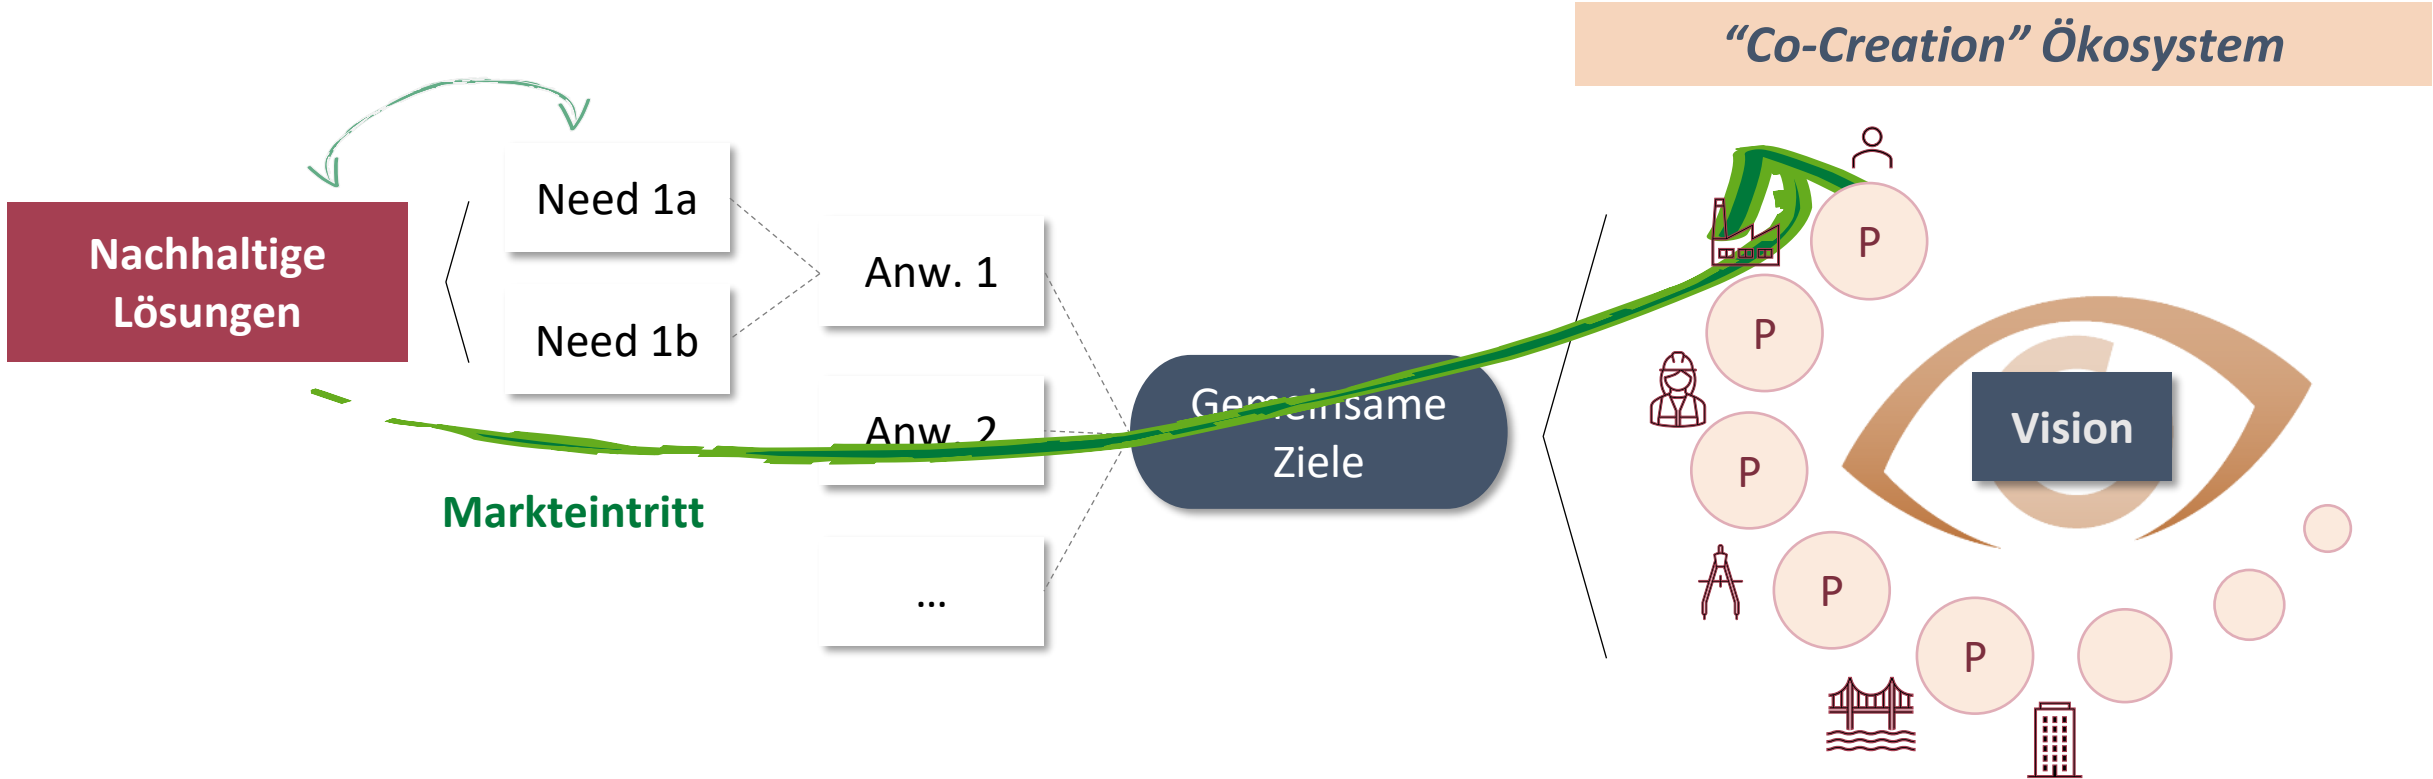 “Co-Creation” Ökosystem
Nachhaltige
Lösungen
Need 1a
Need 1b
Anw. 1
Anw. 2
...
Markteintritt
Gemeinsame
Ziele
P
P
P
P
P
Vision